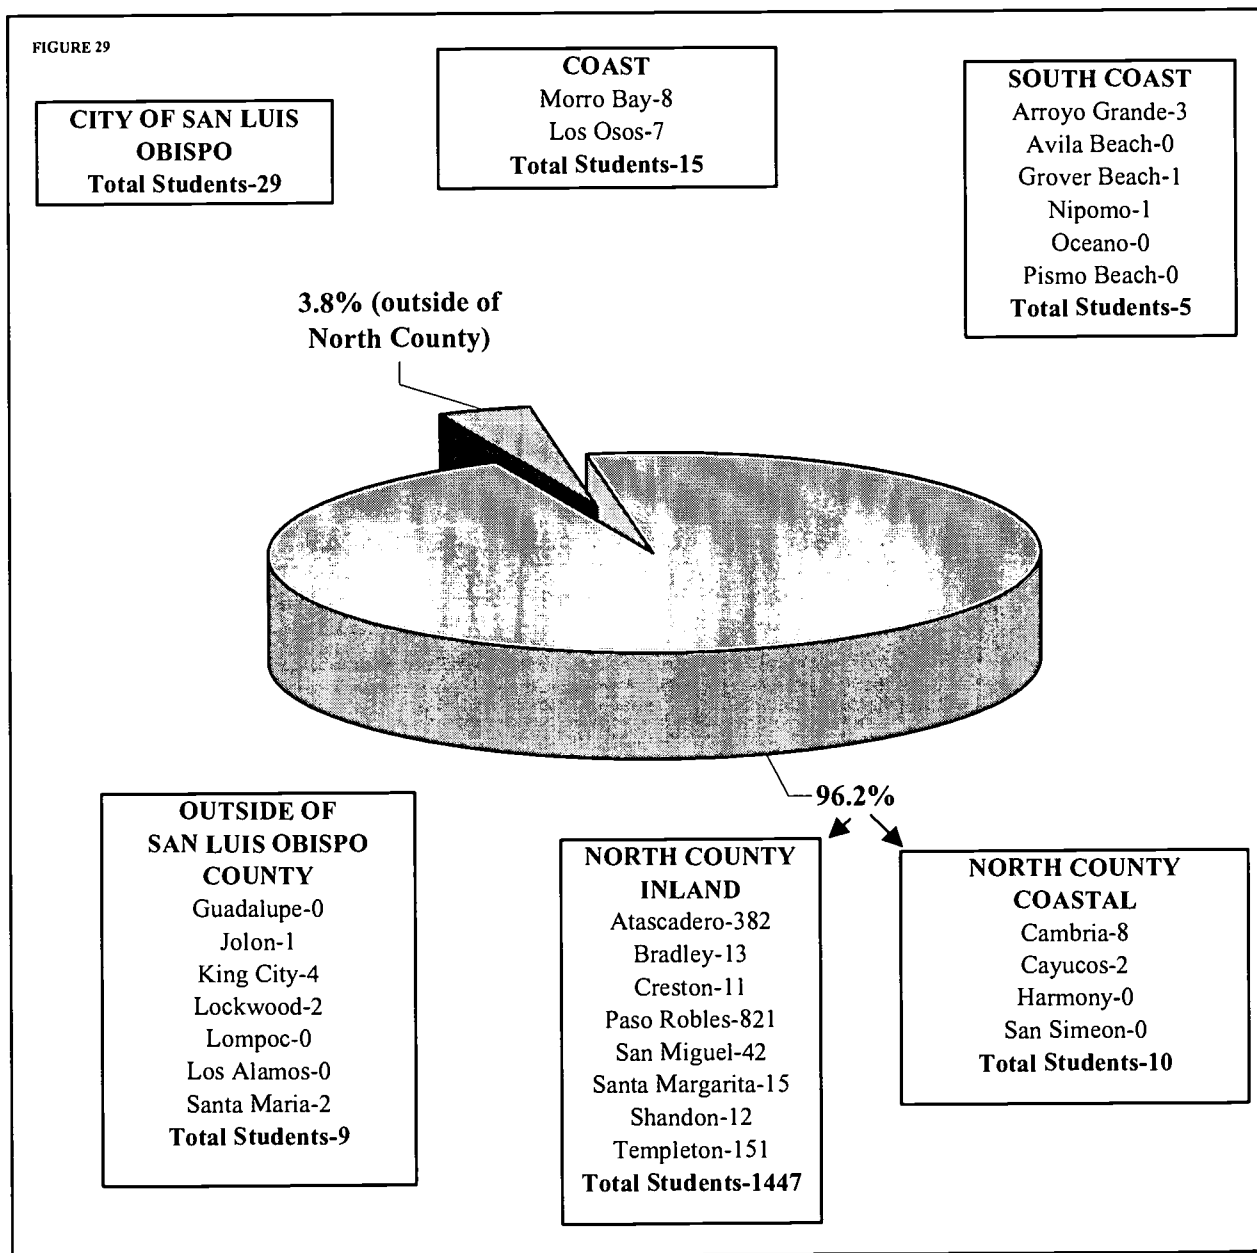 FIGURE 29
CITY OF SAN LUIS
OBISPO
Total Students-29
COAST
Morro Bay-8
Los Osos-7
Total Students-15
SOUTH COAST
Arroyo Grande-3
Avila Beach-0
Grover Beach-1
Nipomo-1
Oceano-0
Pismo Beach-0
Total Students-5
3.8% (outside of
North County)
96.2%
OUTSIDE OF
SAN LUIS OBISPO
COUNTY
Guadalupe-0
Jolon-1
King City-4
Lockwood-2
Lompoc-0
Los Alamos-0
Santa Maria-2
Total Students-9
NORTH COUNTY
INLAND
Atascadero-382
Bradley-13
Creston-11
Paso Robles-821
San Miguel-42
Santa Margarita-15
Shandon-12
Templeton-151
Total Students-1447
NORTH COUNTY
COASTAL
Cambria-8
Cayucos-2
Harmony-0
San Simeon-0
Total Students-10